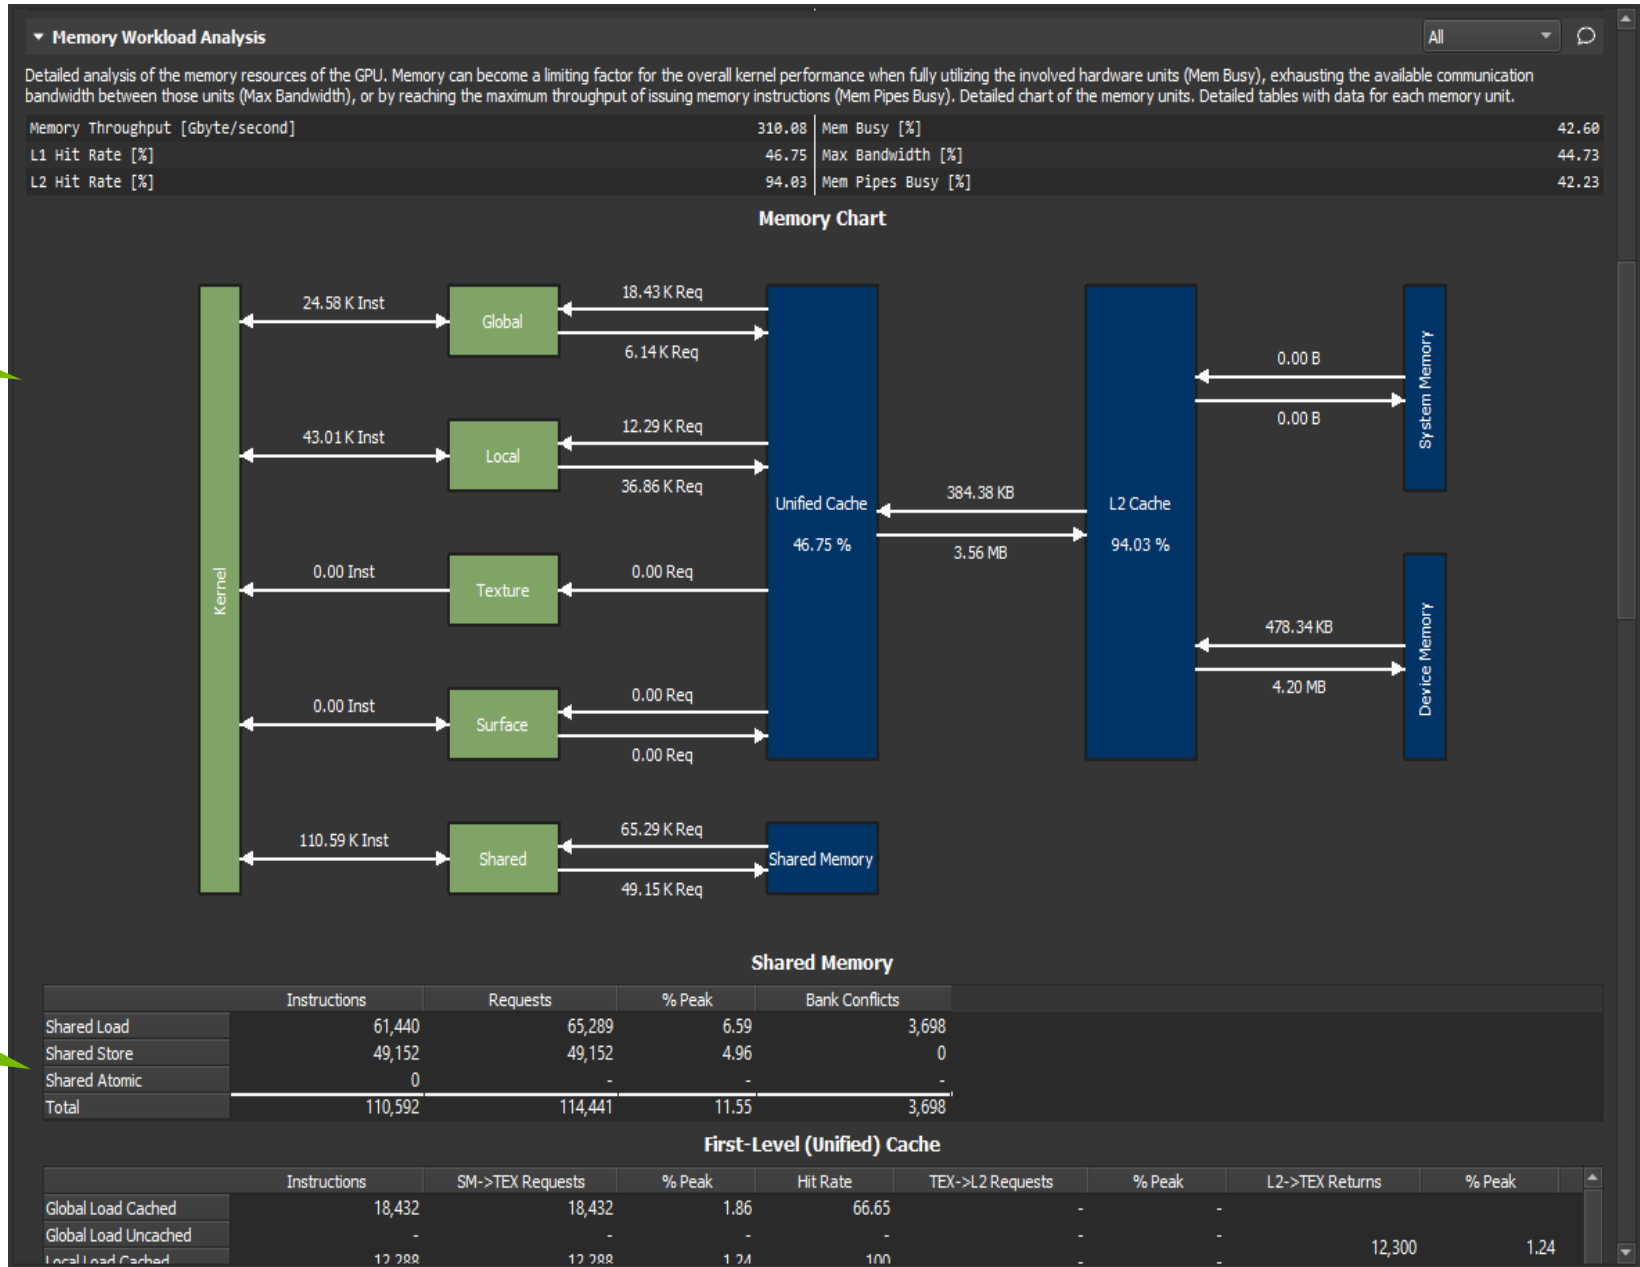 Memory Workload Analysis
All
Detailed analysis of the memory resources of the GPU. Memory can become a limiting factor for the overall kernel performance when fully utilizing the involved hardware units (Mem Busy), exhausting the available communication
bandwidth between those units (Max Bandwidth), or by reaching the maximum throughput of issuing memory instructions (Mem Pipes Busy). Detailed chart of the memory units. Detailed tables with data for each memory unit.
Memory Throughput [Gbyte/second] 310.08 Mem Busy [%] 42.60
L1 Hit Rate [%] 46.75 Max Bandwidth [%] 44.73
L2 Hit Rate [%] 94.03 Mem Pipes Busy [%] 42.23
Memory Chart
Kernel
24.58 K Inst
Global
18.43 K Req
6.14 K Req
43.01 K Inst
Local
12.29 K Req
36.86 K Req
0.00 Inst
Texture
0.00 Req
0.00 Inst
Surface
0.00 Req
0.00 Req
110.59 K Inst
Shared
65.29 K Req
49.15 K Req
Unified Cache
46.75 %
Shared Memory
384.38 KB
3.56 MB
L2 Cache
94.03 %
0.00 B
0.00 B
System Memory
478.34 KB
4.20 MB
Device Memory
Shared Memory
Instructions Requests % Peak Bank Conflicts
Shared Load 61,440 65,289 6.59 3,698
Shared Store 49,152 49,152 4.96 0
Shared Atomic 0 - - -
Total 110,592 114,441 11.55 3,698
First-Level (Unified) Cache
Instructions SM->TEX Requests % Peak Hit Rate TEX->L2 Requests % Peak L2->TEX Returns % Peak
Global Load Cached 18,432 18,432 1.86 66.65 - -
Global Load Uncached - - - - - - 12,300 1.24
Local Load Cached 12,288 12,288 1.24 100 - -